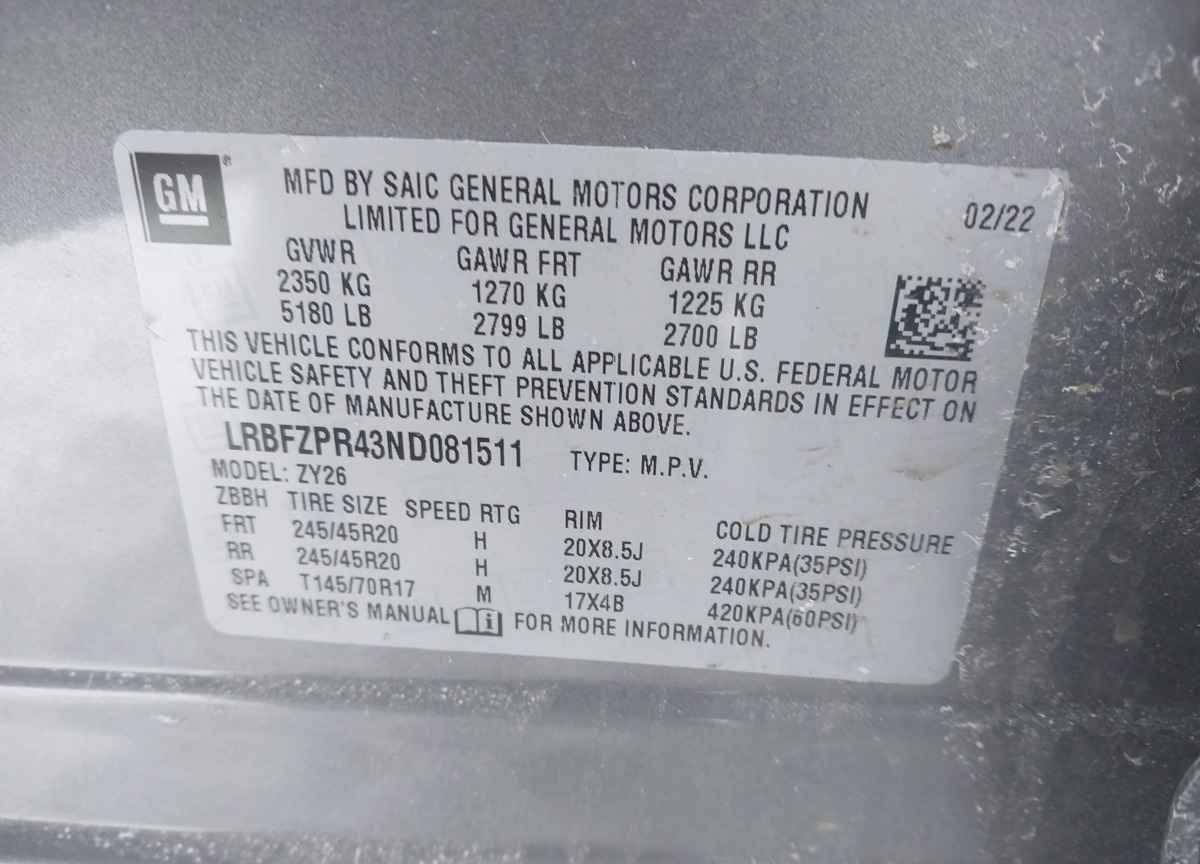 GM
MFD BY SAIC GENERAL MOTORS CORPORATION
LIMITED FOR GENERAL MOTORS LLC
02/22
GVWR GAWR FRT GAWR RR
2350 KG 1270 KG 1225 KG
5180 LB 2799 LB 2700 LB
THIS VEHICLE CONFORMS TO ALL APPLICABLE U.S. FEDERAL MOTOR
VEHICLE SAFETY AND THEFT PREVENTION STANDARDS IN EFFECT ON
THE DATE OF MANUFACTURE SHOWN ABOVE.
LRBFZPR43ND081511 TYPE: M.P.V.
MODEL: ZY26
ZBBH TIRE SIZE SPEED RTG RIM COLD TIRE PRESSURE
FRT 245/45R20 H 20X8.5J 240KPA(35PSI)
RR 245/45R20 H 20X8.5J 240KPA(35PSI)
SPA T145/70R17 M 17X4B 420KPA(60PSI)
SEE OWNER'S MANUAL i FOR MORE INFORMATION.